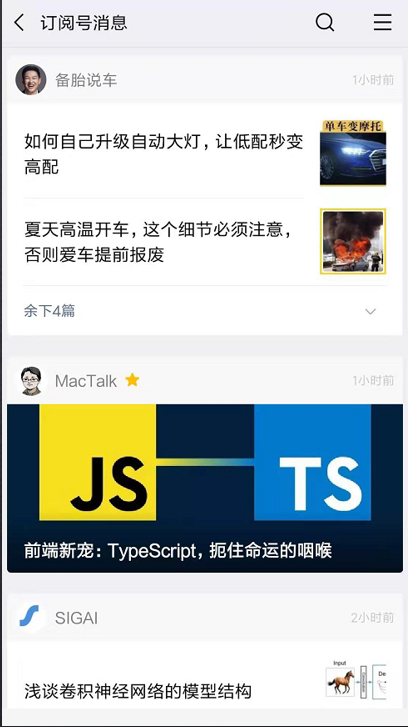 订阅号消息
备胎说车
1小时前
如何自己升级自动大灯，让低配秒变
高配
单车变摩托
夏天高温开车，这个细节必须注意，
否则爱车提前报废
余下4篇
MacTalk
1小时前
JS
TS
前端新宠：TypeScript，扼住命运的咽喉
SIGAI
2小时前
浅谈卷积神经网络的模型结构
Input
De